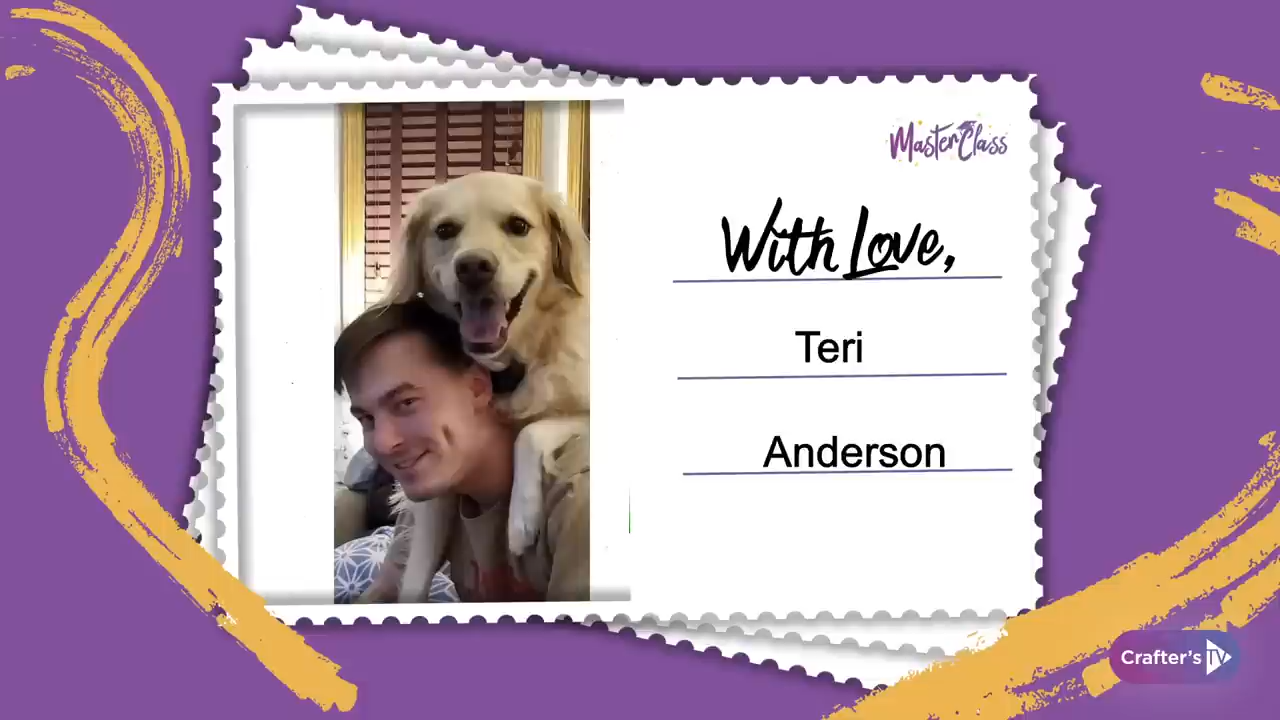 MasterClass
With Love,
Teri
Anderson
Crafter's TV